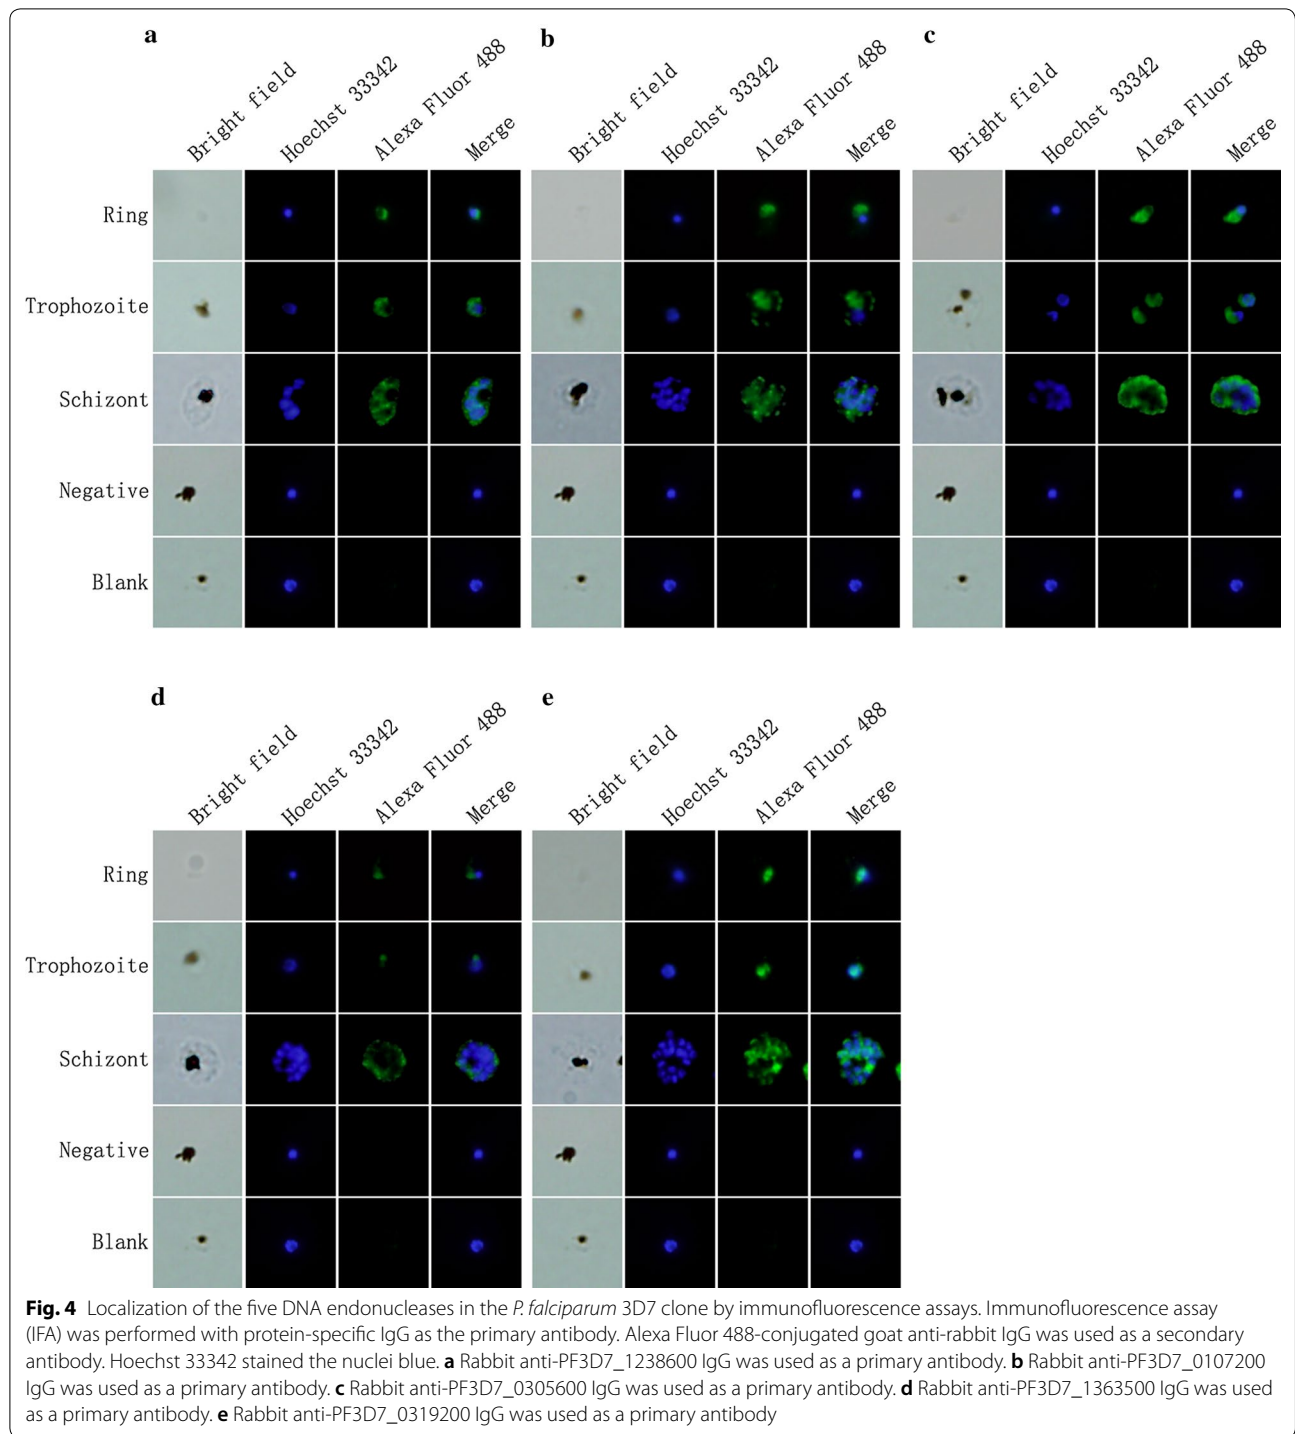 a
b
c
Bright field
Hoechst 33342
Alexa Fluor 488
Merge
Bright field
Hoechst 33342
Alexa Fluor 488
Merge
Bright field
Hoechst 33342
Alexa Fluor 488
Merge
Ring
Trophozoite
Schizont
Negative
Blank
d
e
Bright field
Hoechst 33342
Alexa Fluor 488
Merge
Bright field
Hoechst 33342
Alexa Fluor 488
Merge
Ring
Trophozoite
Schizont
Negative
Blank
Fig. 4 Localization of the five DNA endonucleases in the P. falciparum 3D7 clone by immunofluorescence assays. Immunofluorescence assay
(IFA) was performed with protein-specific IgG as the primary antibody. Alexa Fluor 488-conjugated goat anti-rabbit IgG was used as a secondary
antibody. Hoechst 33342 stained the nuclei blue. a Rabbit anti-PF3D7_1238600 IgG was used as a primary antibody. b Rabbit anti-PF3D7_0107200
IgG was used as a primary antibody. c Rabbit anti-PF3D7_0305600 IgG was used as a primary antibody. d Rabbit anti-PF3D7_1363500 IgG was used
as a primary antibody. e Rabbit anti-PF3D7_0319200 IgG was used as a primary antibody